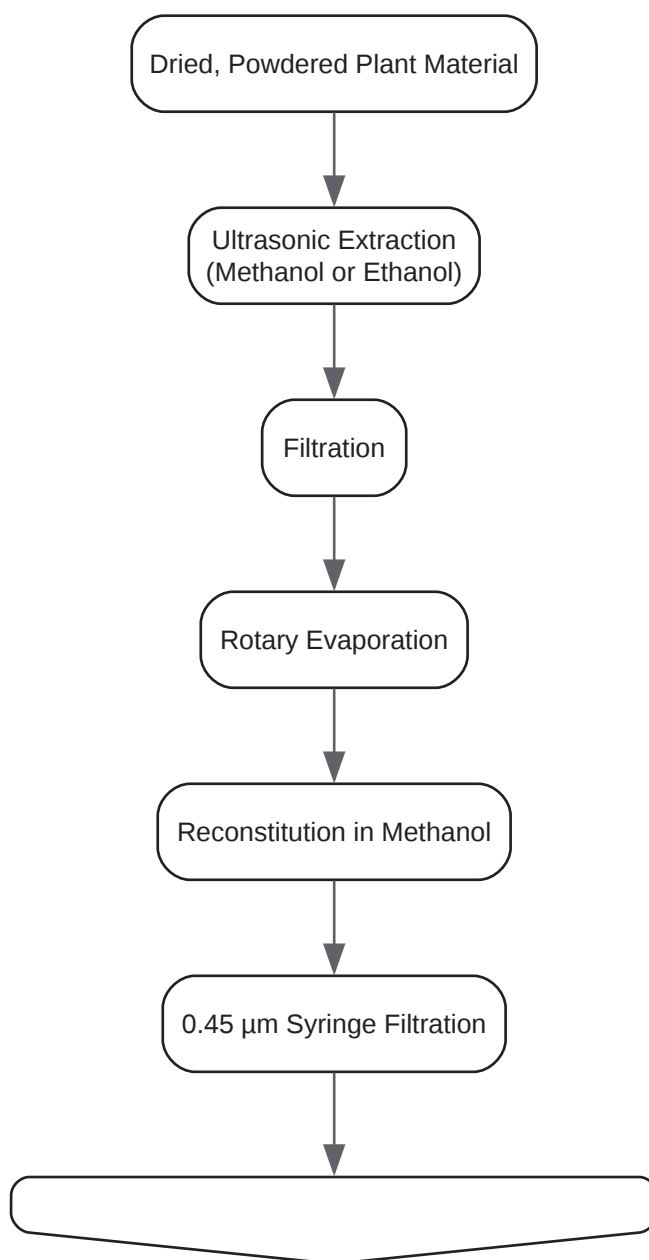 Dried, Powdered Plant Material
Ultrasonic Extraction
(Methanol or Ethanol)
Filtration
Rotary Evaporation
Reconstitution in Methanol
0.45 µm Syringe Filtration